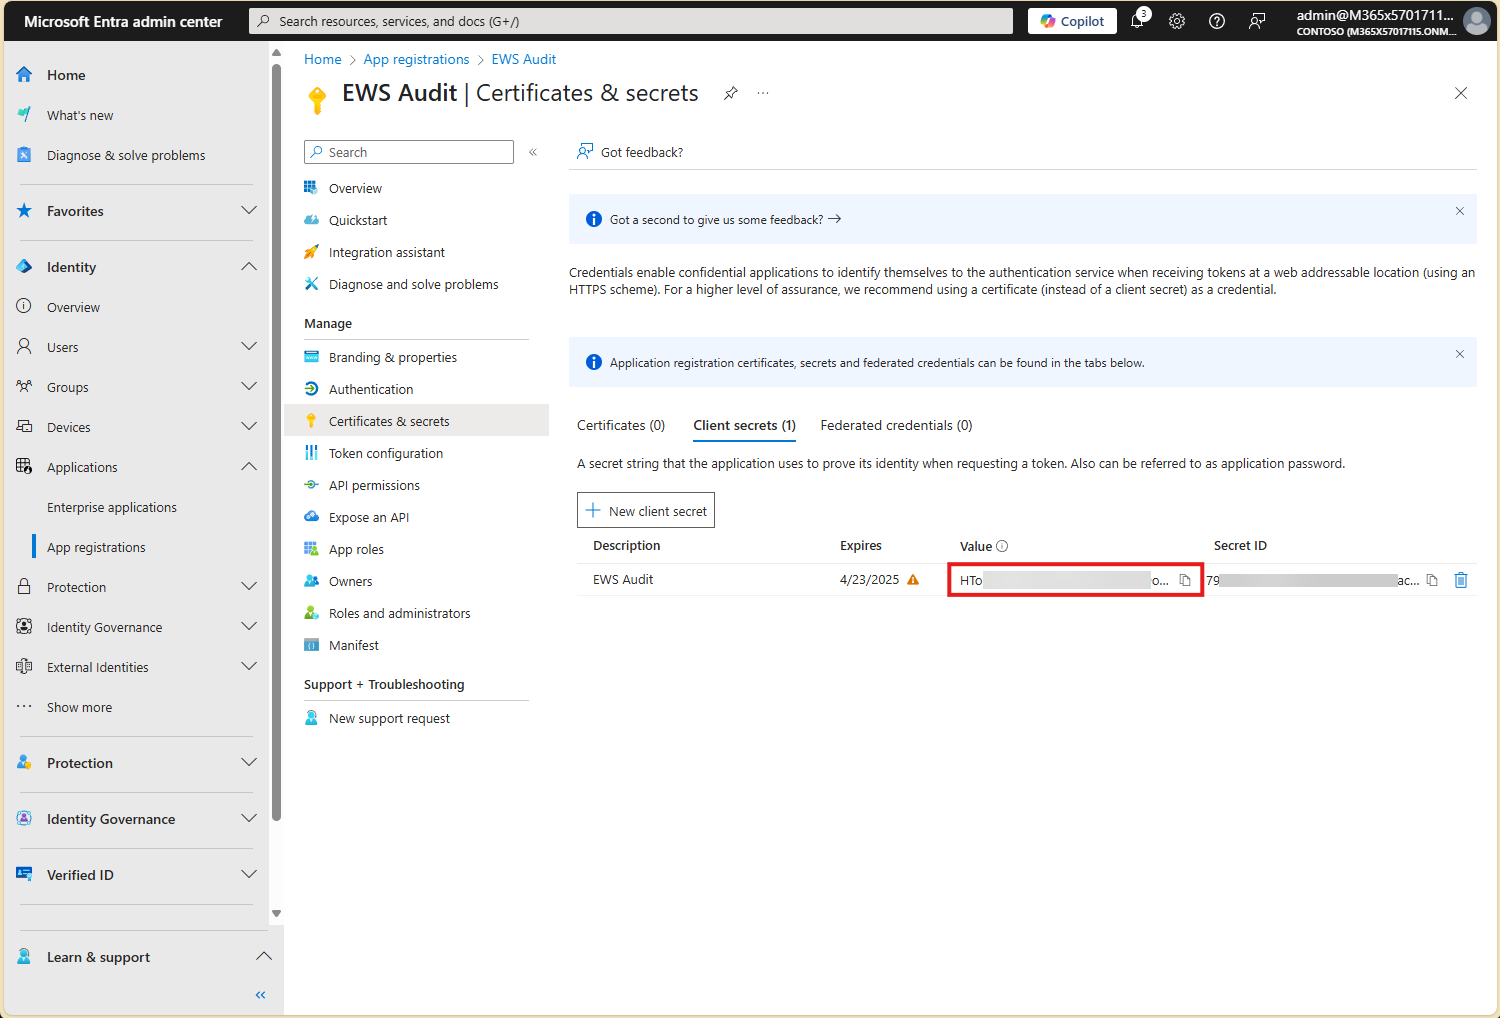 Microsoft Entra admin center
Search resources, services, and docs (G+/)
Copilot
3
admin@M365x5701711...
CONTOSO (M365X57017115.ONM...
Home
What's new
Diagnose & solve problems
Favorites
Identity
Overview
Users
Groups
Devices
Applications
Enterprise applications
App registrations
Protection
Identity Governance
External Identities
Show more
Protection
Identity Governance
Verified ID
Learn & support
Home > App registrations > EWS Audit
EWS Audit | Certificates & secrets
Search
Overview
Quickstart
Integration assistant
Diagnose and solve problems
Manage
Branding & properties
Authentication
Certificates & secrets
Token configuration
API permissions
Expose an API
App roles
Owners
Roles and administrators
Manifest
Support + Troubleshooting
New support request
Got feedback?
Got a second to give us some feedback?
Credentials enable confidential applications to identify themselves to the authentication service when receiving tokens at a web addressable location (using an
HTTPS scheme). For a higher level of assurance, we recommend using a certificate (instead of a client secret) as a credential.
Application registration certificates, secrets and federated credentials can be found in the tabs below.
Certificates (0) Client secrets (1) Federated credentials (0)
A secret string that the application uses to prove its identity when requesting a token. Also can be referred to as application password.
New client secret
Description Expires Value Secret ID
EWS Audit 4/23/2025 HTo o... 79 ac...